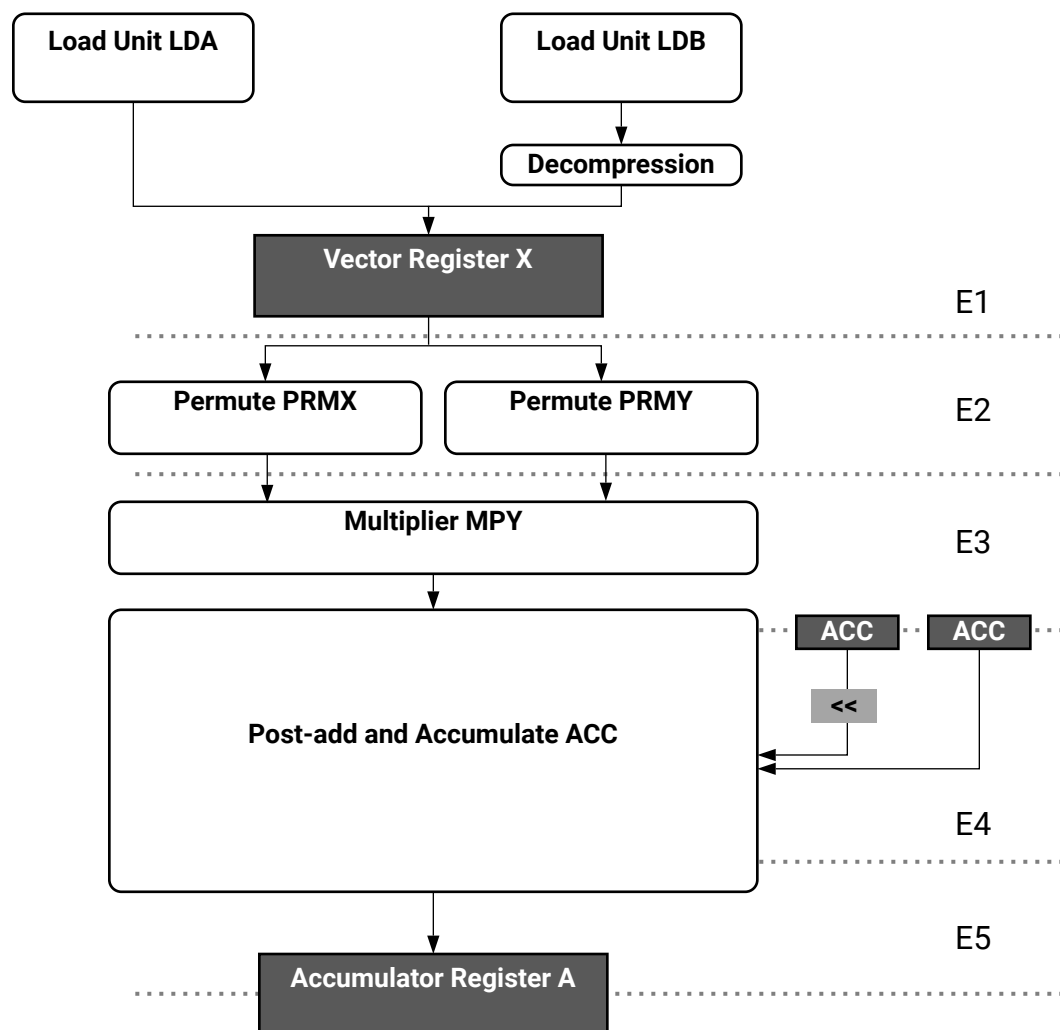 Load Unit LDA
Load Unit LDB
Decompression
Vector Register X
E1
Permute PRMX
Permute PRMY
E2
Multiplier MPY
E3
ACC
ACC
<<
Post-add and Accumulate ACC
E4
E5
Accumulator Register A